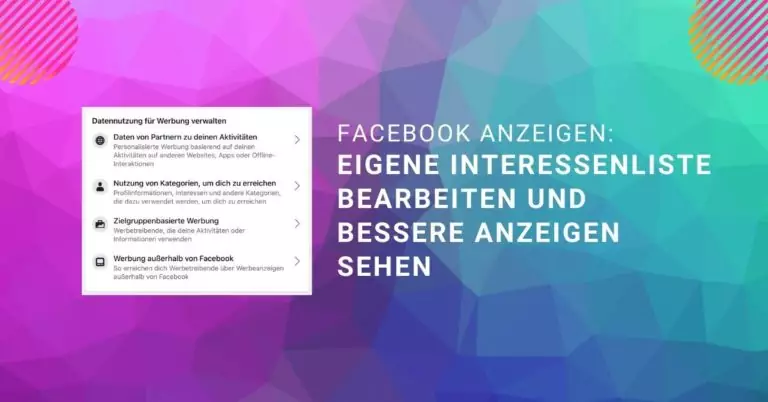 Datennutzung für Werbung verwalten
Daten von Partnern zu deinen Aktivitäten
Personalisierte Werbung basierend auf deinen
Aktivitäten auf anderen Websites, Apps oder Offline-
Interaktionen
Nutzung von Kategorien, um dich zu erreichen
Profilinformationen, Interessen und andere Kategorien,
die dazu verwendet werden, um dich zu erreichen
Zielgruppenbasierte Werbung
Werbetreibende, die deine Aktivitäten oder
Informationen verwenden
Werbung außerhalb von Facebook
So erreichen dich Werbetreibende über Werbeanzeigen
außerhalb von Facebook
FACEBOOK ANZEIGEN:
EIGENE INTERESSENLISTE
BEARBEITEN UND
BESSERE ANZEIGEN
SEHEN